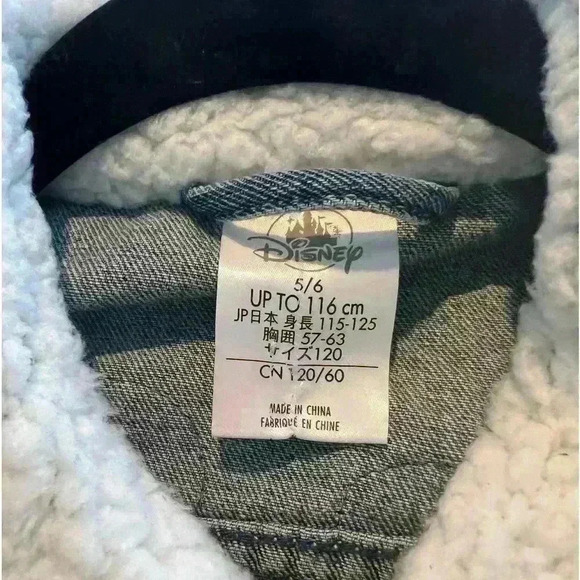 Disney
5/6
UP TO 116 cm
JP日本 身長 115-125
胸囲 57-63
サイズ120
CN 120/60
MADE IN CHINA
FABRIQUÉ EN CHINE